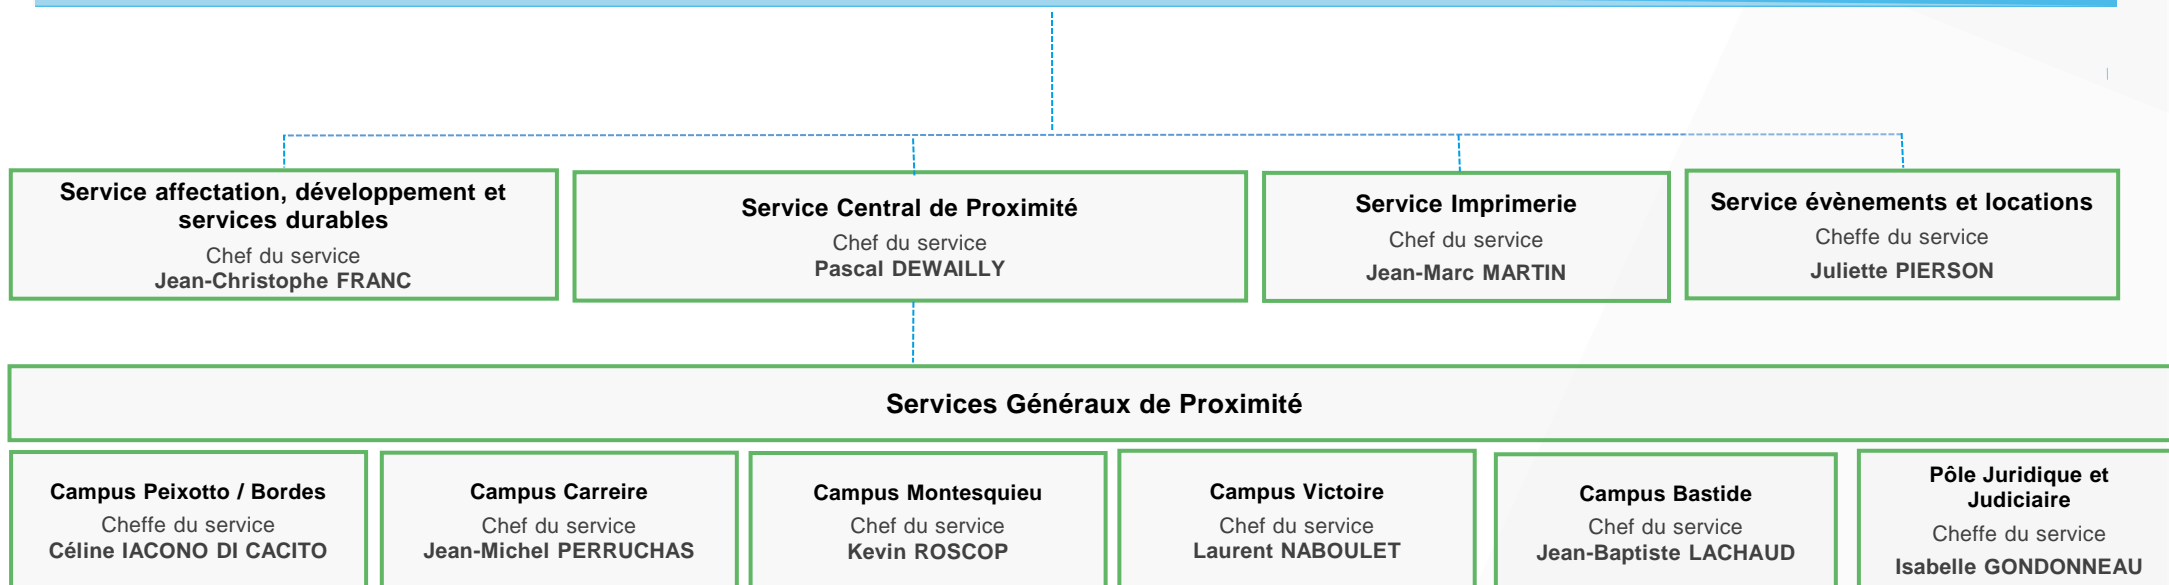 Service affectation, développement et
services durables
Chef du service
Jean-Christophe FRANC
Service Central de Proximité
Chef du service
Pascal DEWAILLY
Service Imprimerie
Chef du service
Jean-Marc MARTIN
Service évènements et locations
Cheffe du service
Juliette PIERSON
Services Généraux de Proximité
Campus Peixotto / Bordes
Cheffe du service
Céline IACONO DI CACITO
Campus Carreire
Chef du service
Jean-Michel PERRUCHAS
Campus Montesquieu
Chef du service
Kevin ROSCOP
Campus Victoire
Chef du service
Laurent NABOULET
Campus Bastide
Chef du service
Jean-Baptiste LACHAUD
Pôle Juridique et
Judiciaire
Cheffe du service
Isabelle GONDONNEAU